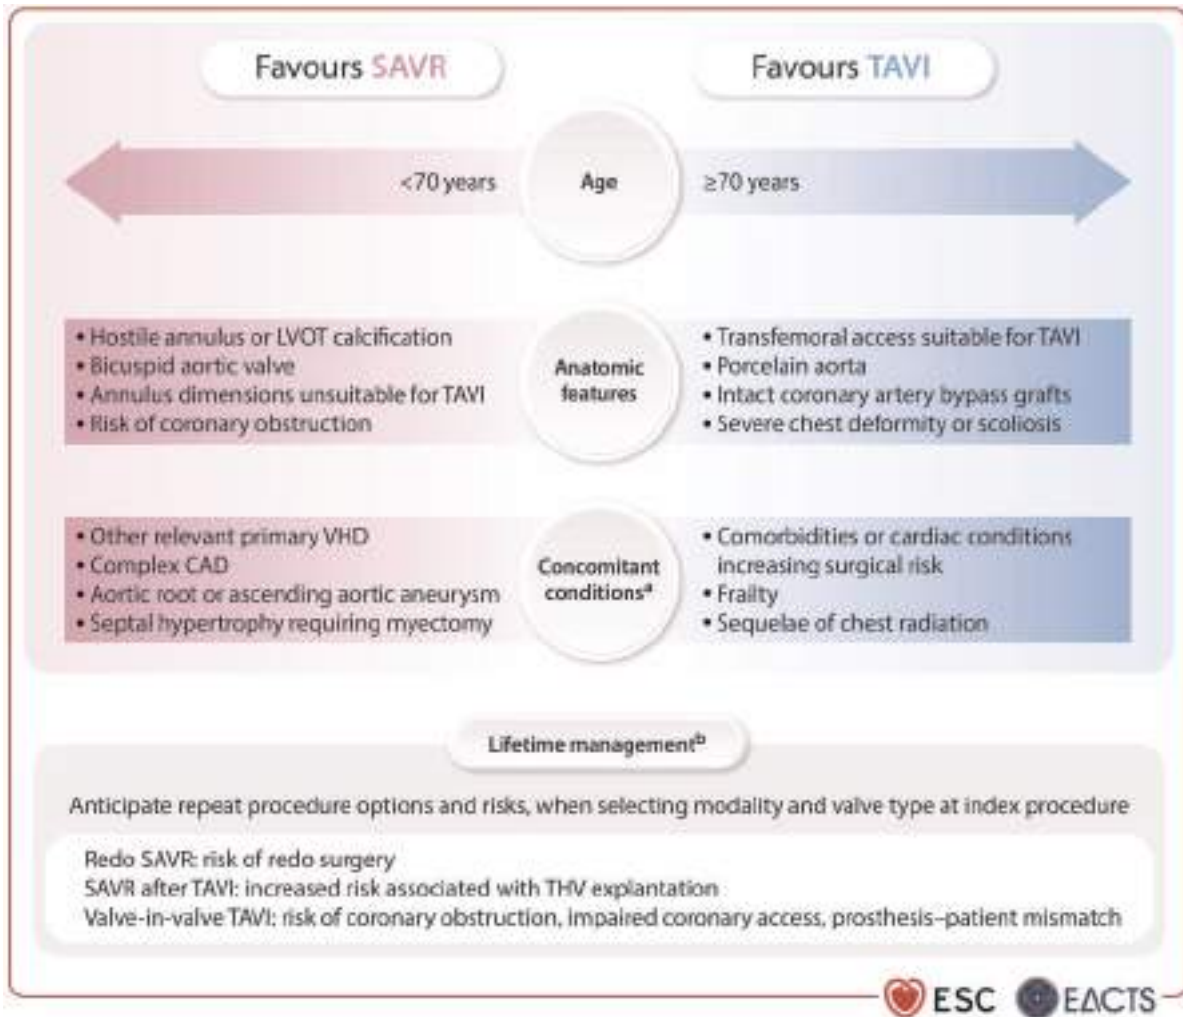 Favours SAVR
Favours TAVI
<70 years
Age
≥70 years
• Hostile annulus or LVOT calcification
• Bicuspid aortic valve
• Annulus dimensions unsuitable for TAVI
• Risk of coronary obstruction
Anatomic
features
• Transfemoral access suitable for TAVI
• Porcelain aorta
• Intact coronary artery bypass grafts
• Severe chest deformity or scoliosis
• Other relevant primary VHD
• Complex CAD
• Aortic root or ascending aortic aneurysm
• Septal hypertrophy requiring myectomy
Concomitant
conditionsᵃ
• Comorbidities or cardiac conditions
increasing surgical risk
• Frailty
• Sequelae of chest radiation
Lifetime managementᵇ
Anticipate repeat procedure options and risks, when selecting modality and valve type at index procedure
Redo SAVR: risk of redo surgery
SAVR after TAVI: increased risk associated with THV explantation
Valve-in-valve TAVI: risk of coronary obstruction, impaired coronary access, prosthesis–patient mismatch
ESC
EACTS